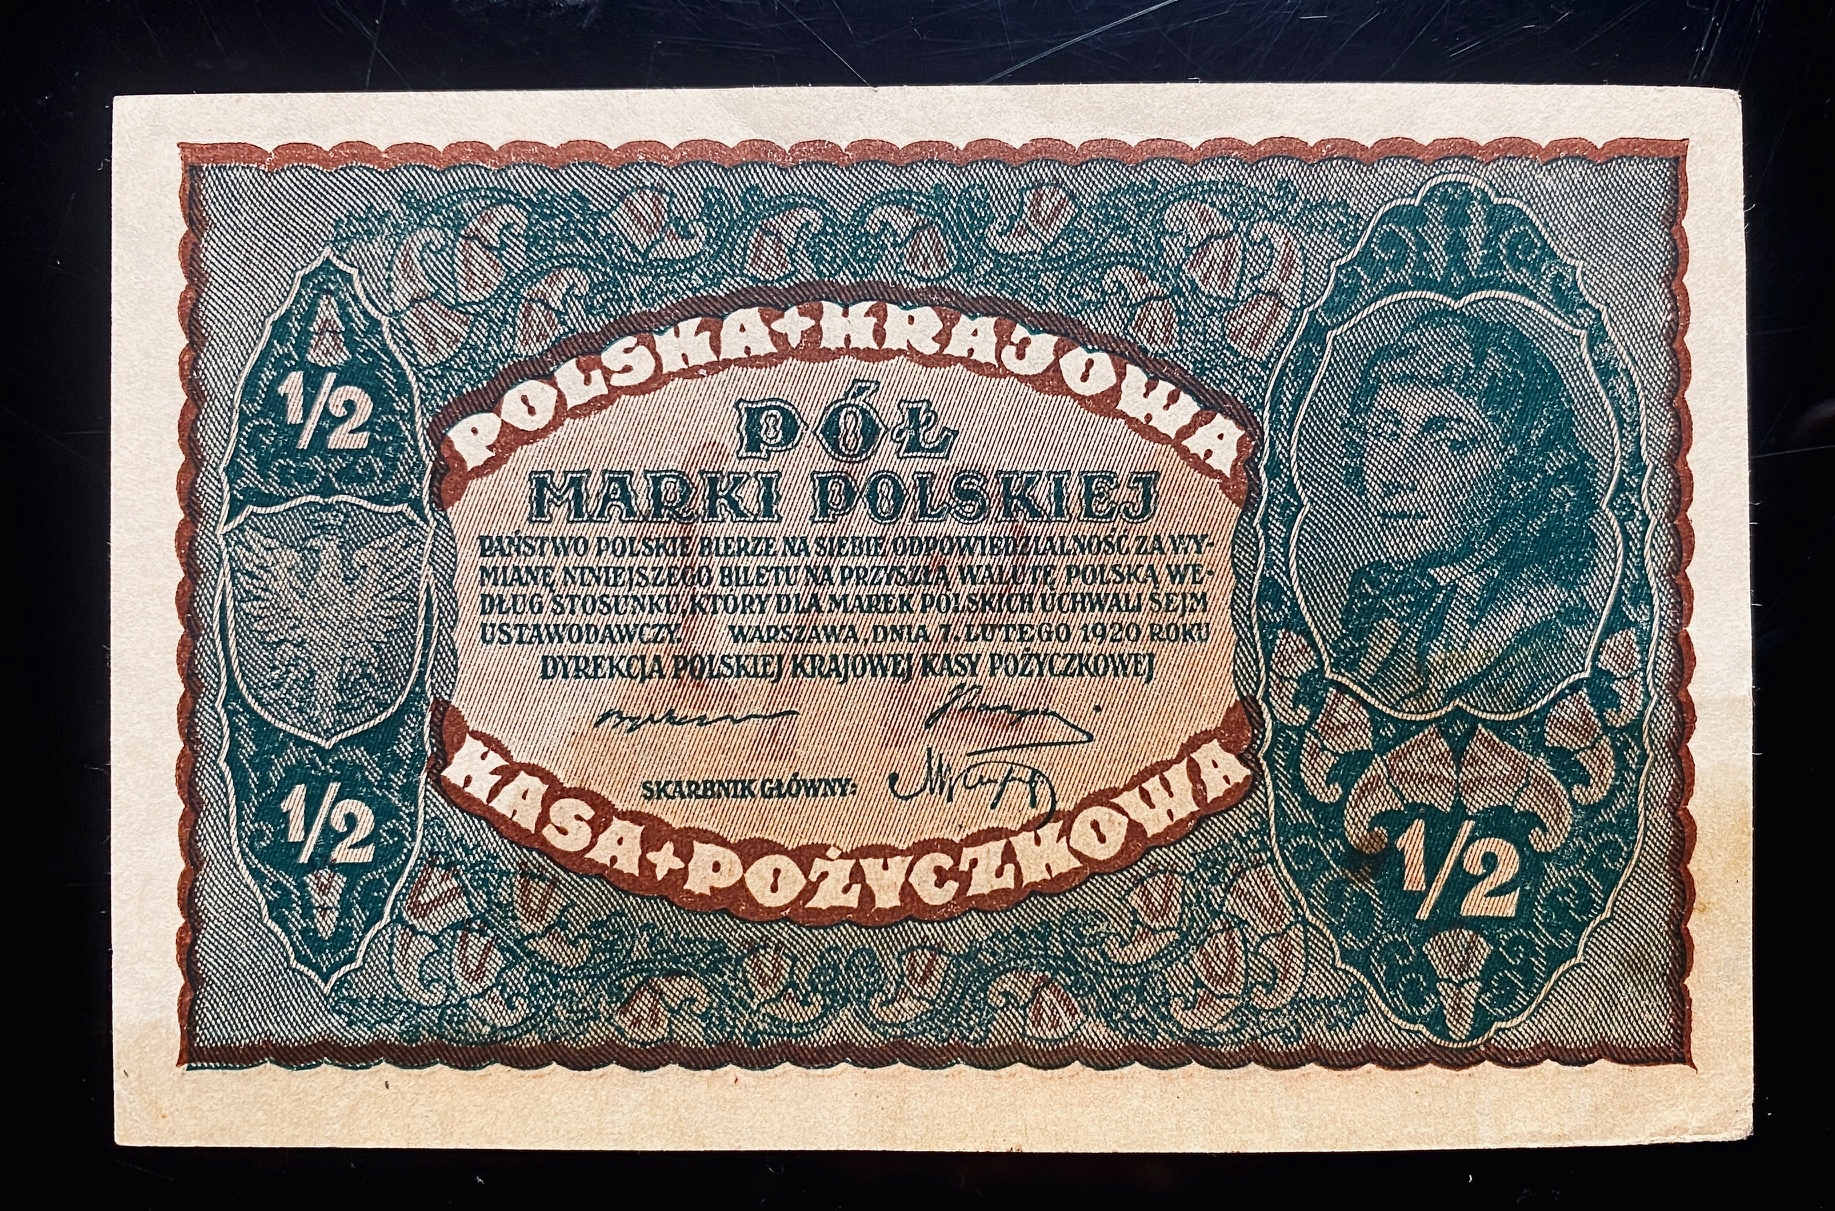 POLSKA+KRAJOWA
1/2
PÓŁ
MARKI POLSKIEJ
PAŃSTWO POLSKIE BIERZE NA SIEBIE ODPOWIEDZIALNOŚĆ ZA WY-
MIANĘ NINIEJSZEGO BILETU NA PRZYSZŁĄ WALUTĘ POLSKĄ WE-
DŁUG STOSUNKU, KTÓRY DLA MAREK POLSKICH UCHWALI SEJM
USTAWODAWCZY. WARSZAWA, DNIA 7. LUTEGO 1920 ROKU
DYREKCJA POLSKIEJ KRAJOWEJ KASY POŻYCZKOWEJ
SKARBNIK GŁÓWNY:
1/2
1/2
KASA+POŻYCZKOWA